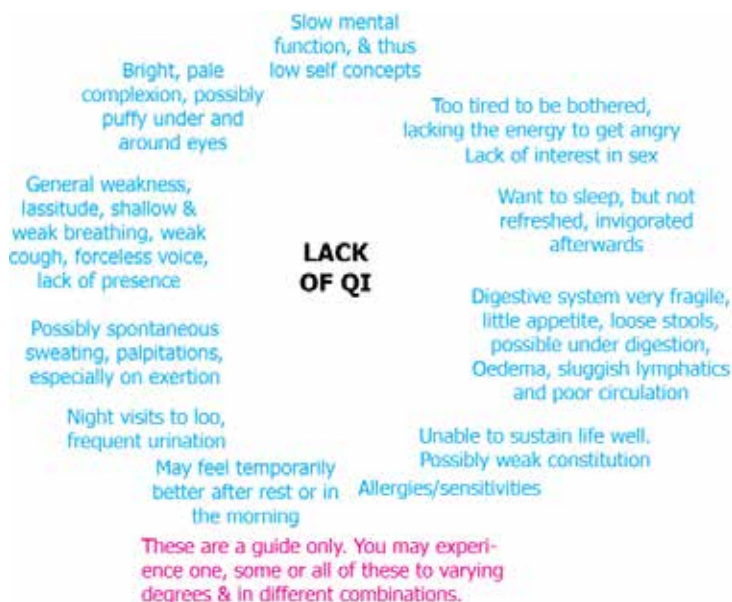 Slow mental
function, & thus
low self concepts
Bright, pale
complexion, possibly
puffy under and
around eyes
Too tired to be bothered,
lacking the energy to get angry
Lack of interest in sex
General weakness,
lassitude, shallow &
weak breathing, weak
cough, forceless voice,
lack of presence
Want to sleep, but not
refreshed, invigorated
afterwards
LACK
OF QI
Digestive system very fragile,
little appetite, loose stools,
possible under digestion,
Oedema, sluggish lymphatics
and poor circulation
Possibly spontaneous
sweating, palpitations,
especially on exertion
Night visits to loo,
frequent urination
Unable to sustain life well.
Possibly weak constitution
May feel temporarily
better after rest or in
the morning
Allergies/sensitivities
These are a guide only. You may experi-
ence one, some or all of these to varying
degrees & in different combinations.